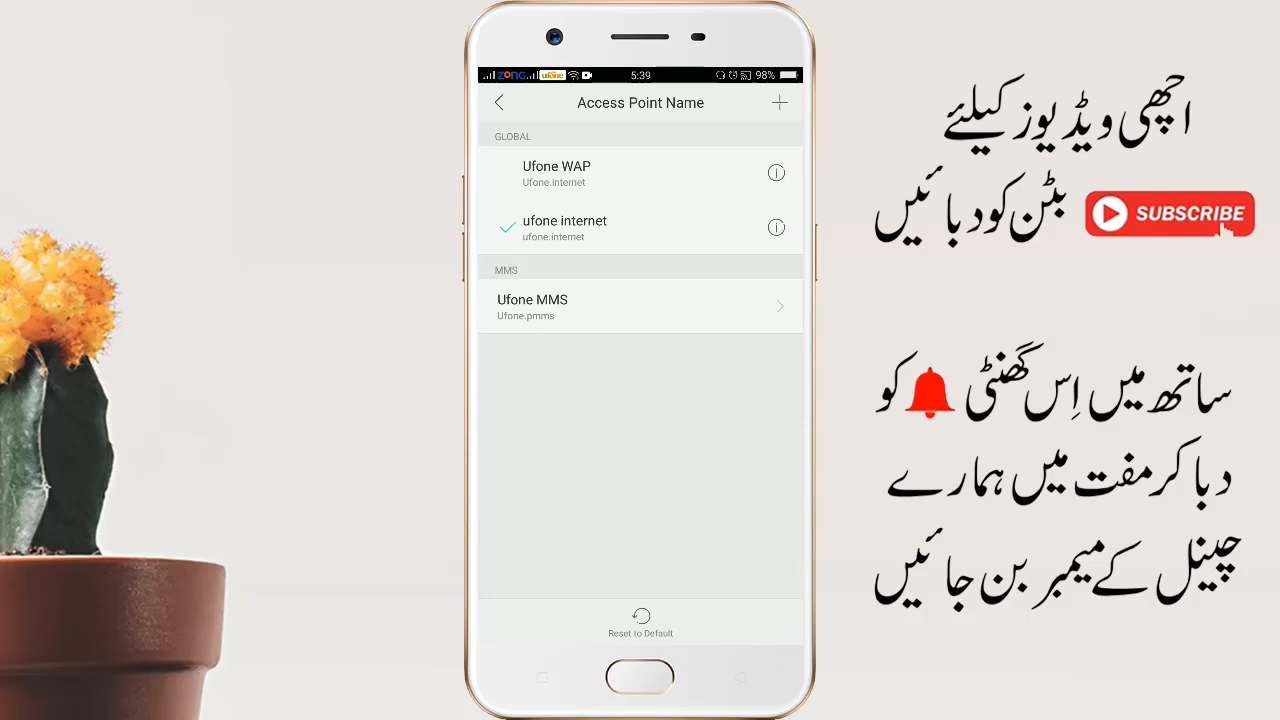 ZONG ufone 5:39 98%
Access Point Name
GLOBAL
Ufone WAP
Ufone.internet
ufone internet
ufone.internet
MMS
Ufone MMS
Ufone.pmms
Reset to Default
اچھی ویڈیوز کیلئے
SUBSCRIBE بٹن کو دبائیں
ساتھ میں اِس گھنٹی کو
دبا کر مفت میں ہمارے
چینل کے میمبر بن جائیں